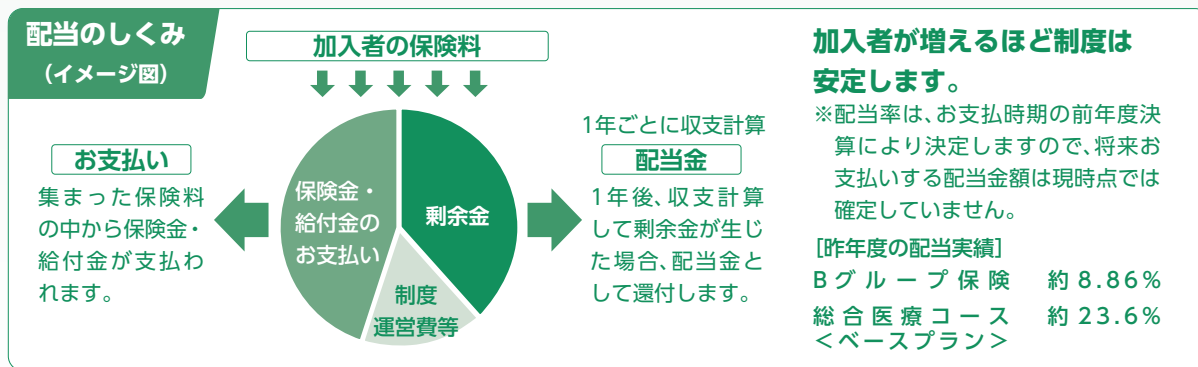 配当のしくみ
（イメージ図）
加入者の保険料
お支払い
集まった保険料
の中から保険金・
給付金が支払わ
れます。
保険金・
給付金の
お支払い
剰余金
制度
運営費等
1年ごとに収支計算
配当金
1年後、収支計算
して剰余金が生じ
た場合、配当金と
して還付します。
加入者が増えるほど制度は
安定します。
※配当率は、お支払時期の前年度決
算により決定しますので、将来お
支払いする配当金額は現時点では
確定していません。
[昨年度の配当実績]
Bグループ保険 約8.86%
総合医療コース 約23.6%
＜ベースプラン＞